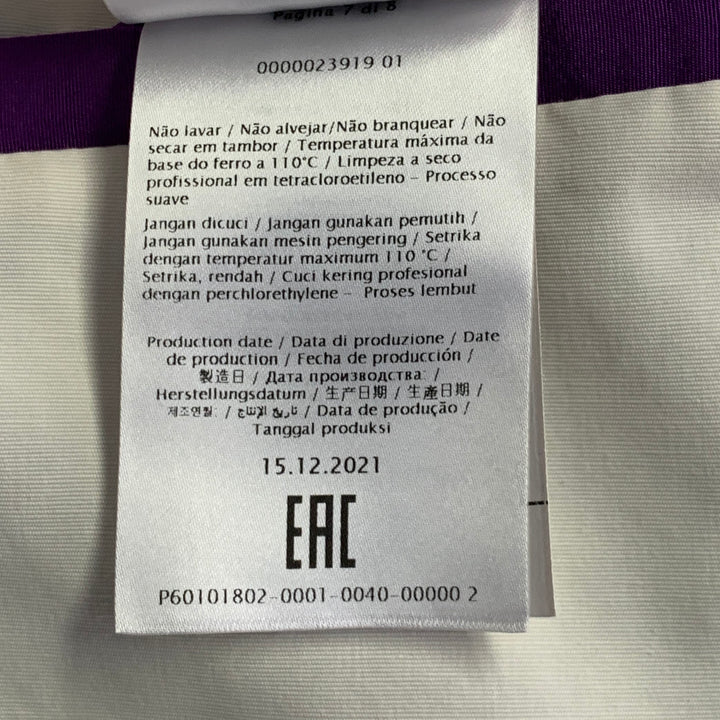 Pagina 7 di 8
0000023919 01
Não lavar / Não alvejar/Não branquear / Não
secar em tambor / Temperatura máxima da
base do ferro a 110°C / Limpeza a seco
profissional em tetracloroetileno – Processo
suave
Jangan dicuci / Jangan gunakan pemutih /
Jangan gunakan mesin pengering / Setrika
dengan temperatur maximum 110 °C /
Setrika, rendah / Cuci kering profesional
dengan perchlorethylene – Proses lembut
Production date / Data di produzione / Date
de production / Fecha de producción /
製造日 / Дата производства: /
Herstellungsdatum / 生产日期 / 生產日期 /
제조연월: / تاريخ الإنتاج / Data de produção /
Tanggal produksi
15.12.2021
EAC
P60101802-0001-0040-00000 2